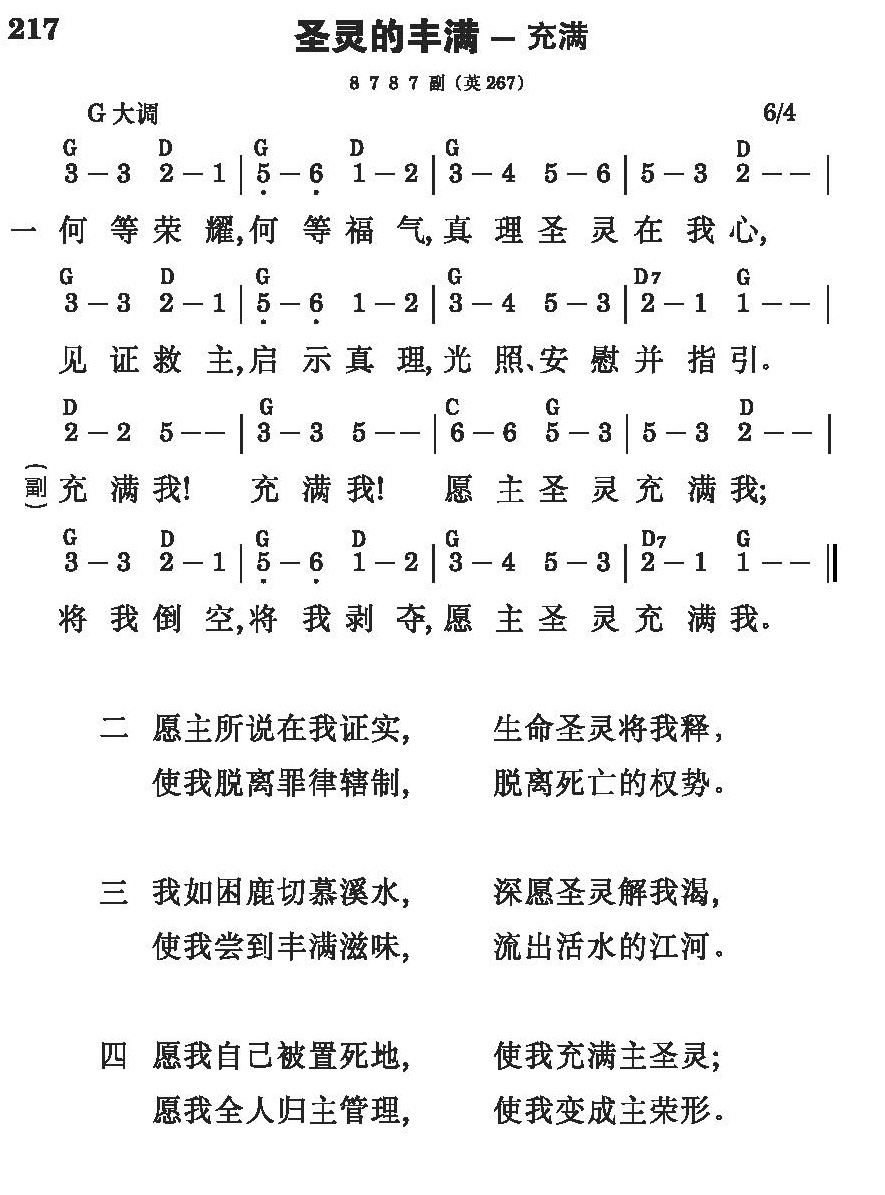 217
圣灵的丰满 — 充满
8 7 8 7 副（英267）
G 大调 6/4
G D G D G D
3 — 3 2 — 1 | 5̣ — 6̣ 1 — 2 | 3 — 4 5 — 6 | 5 — 3 2 — — |
一 何等荣耀,何等福气,真理圣灵在我心,
G D G G D7 G
3 — 3 2 — 1 | 5̣ — 6̣ 1 — 2 | 3 — 4 5 — 3 | 2 — 1 1 — — |
见证救主,启示真理,光照、安慰并指引。
D G C G D
2 — 2 5 — — | 3 — 3 5 — — | 6 — 6 5 — 3 | 5 — 3 2 — — |
(副) 充满我! 充满我! 愿主圣灵充满我;
G D G D G D7 G
3 — 3 2 — 1 | 5̣ — 6̣ 1 — 2 | 3 — 4 5 — 3 | 2 — 1 1 — — ‖
将我倒空,将我剥夺,愿主圣灵充满我。
二 愿主所说在我证实, 生命圣灵将我释,
使我脱离罪律辖制, 脱离死亡的权势。
三 我如困鹿切慕溪水, 深愿圣灵解我渴,
使我尝到丰满滋味, 流出活水的江河。
四 愿我自己被置死地, 使我充满主圣灵;
愿我全人归主管理, 使我变成主荣形。